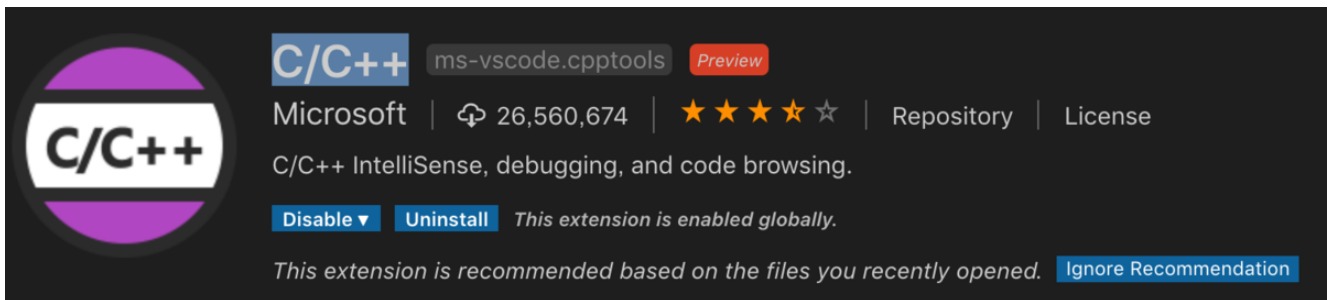 C/C++
C/C++ ms-vscode.cpptools Preview
Microsoft | 26,560,674 | Repository | License
C/C++ IntelliSense, debugging, and code browsing.
Disable ▾ Uninstall This extension is enabled globally.
This extension is recommended based on the files you recently opened. Ignore Recommendation